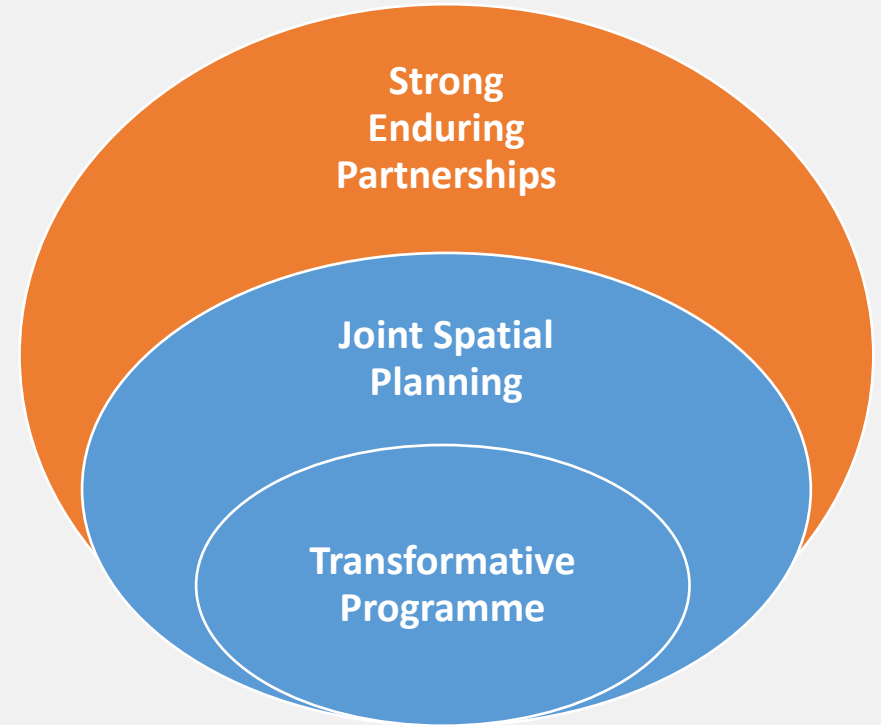 Strong
Enduring
Partnerships
Joint Spatial
Planning
Transformative
Programme